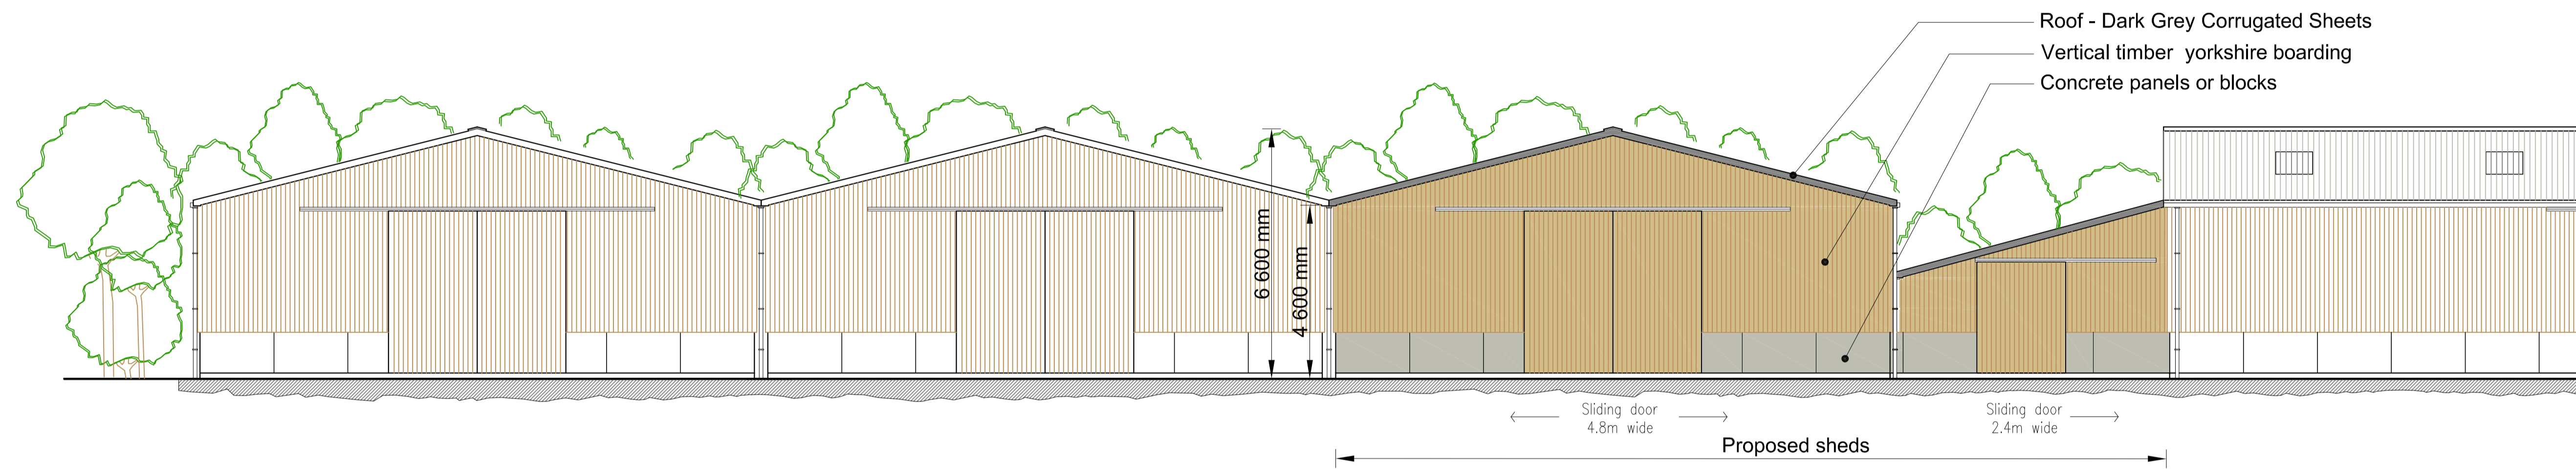 Roof - Dark Grey Corrugated Sheets
Vertical timber yorkshire boarding
Concrete panels or blocks
6 600 mm
4 600 mm
Sliding door
4.8m wide
Sliding door
2.4m wide
Proposed sheds